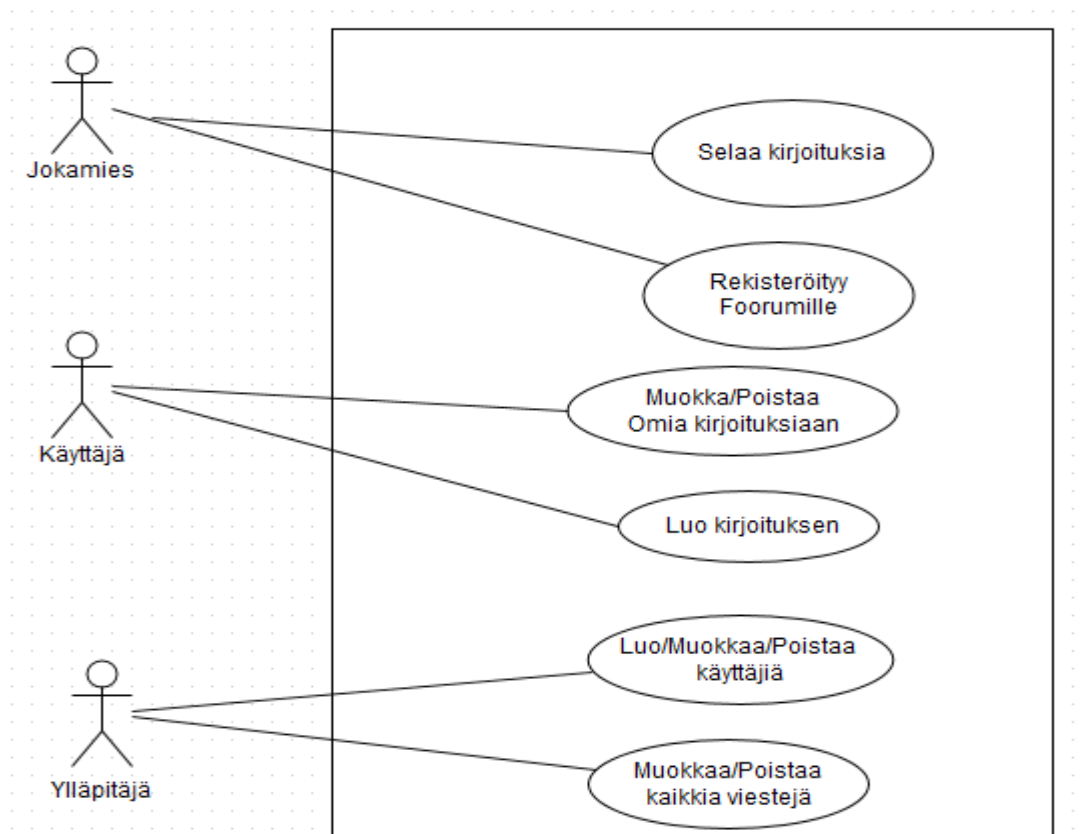 Jokamies
Selaa kirjoituksia
Rekisteröityy
Foorumille
Käyttäjä
Muokka/Poistaa
Omia kirjoituksiaan
Luo kirjoituksen
Ylläpitäjä
Luo/Muokkaa/Poistaa
käyttäjiä
Muokkaa/Poistaa
kaikkia viestejä